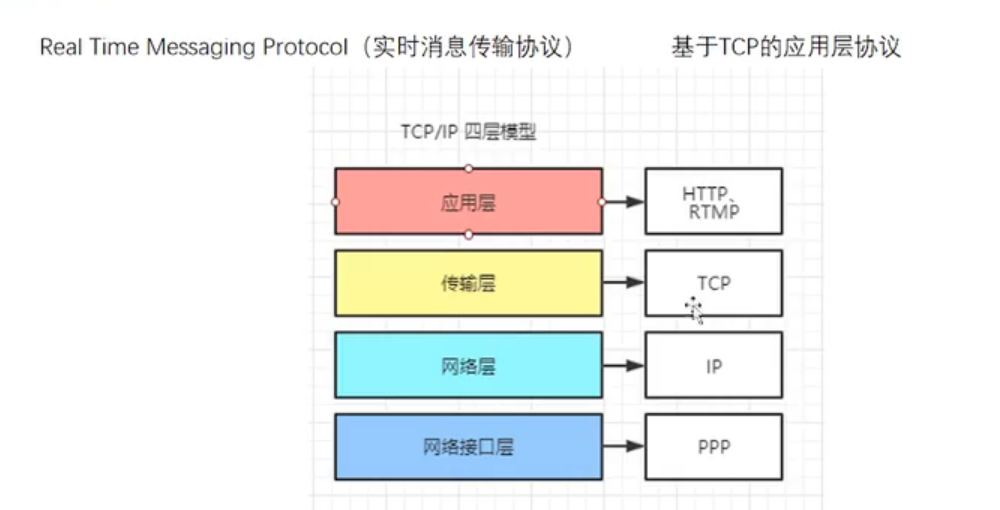 Real Time Messaging Protocol（实时消息传输协议）
基于TCP的应用层协议
TCP/IP 四层模型
应用层
HTTP、
RTMP
传输层
TCP
网络层
IP
网络接口层
PPP